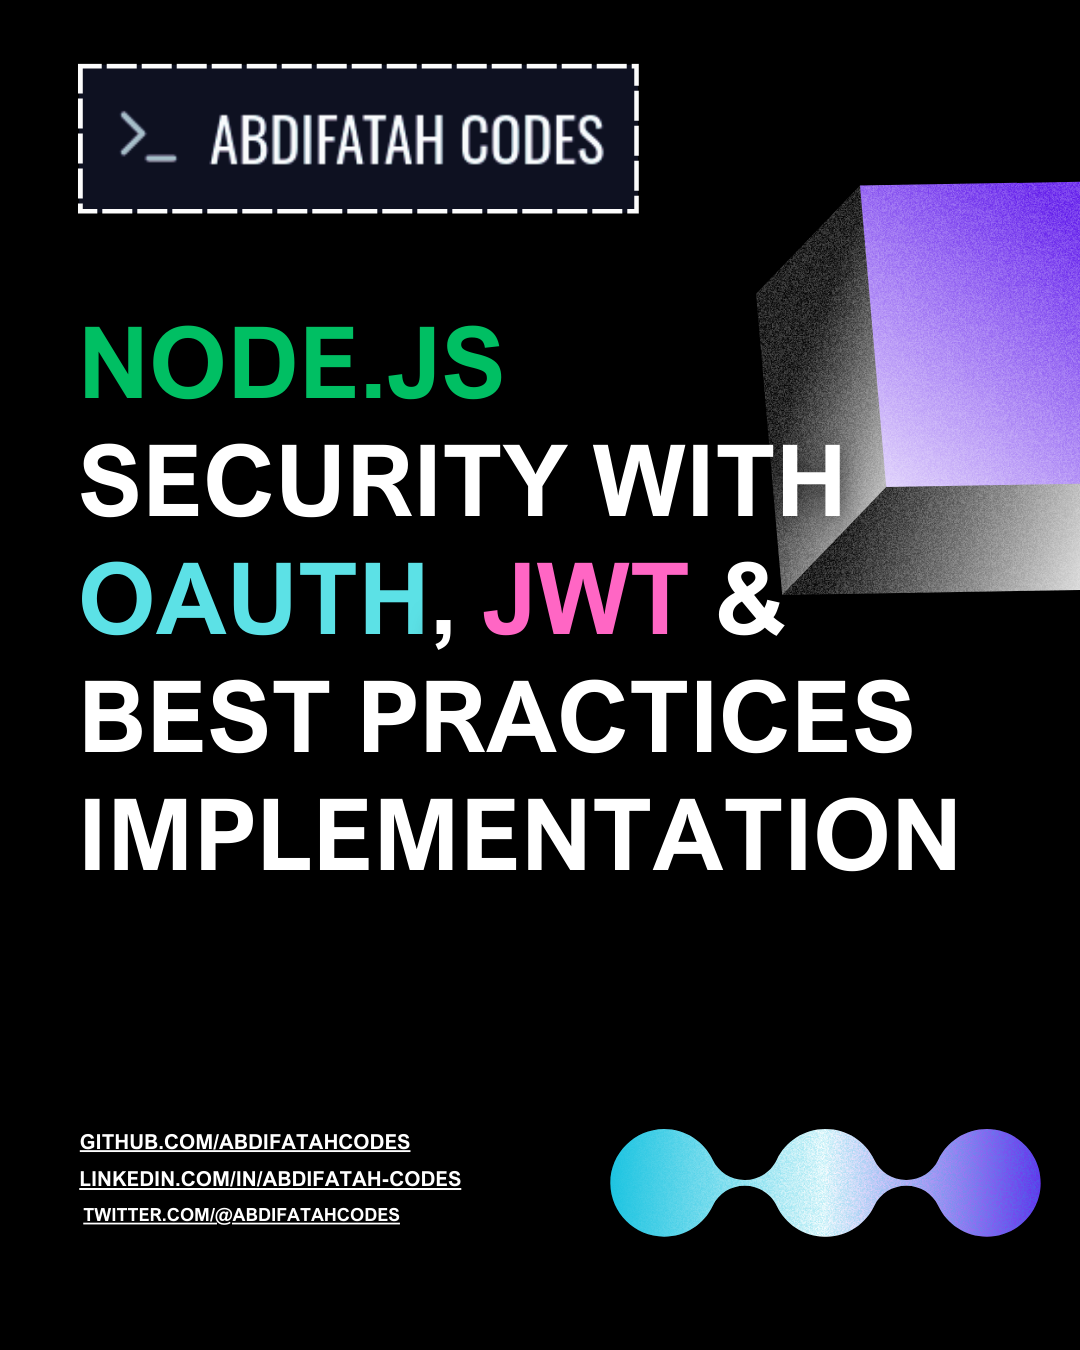 >_ ABDIFATAH CODES
NODE.JS
SECURITY WITH
OAUTH, JWT &
BEST PRACTICES
IMPLEMENTATION
GITHUB.COM/ABDIFATAHCODES
LINKEDIN.COM/IN/ABDIFATAH-CODES
TWITTER.COM/@ABDIFATAHCODES